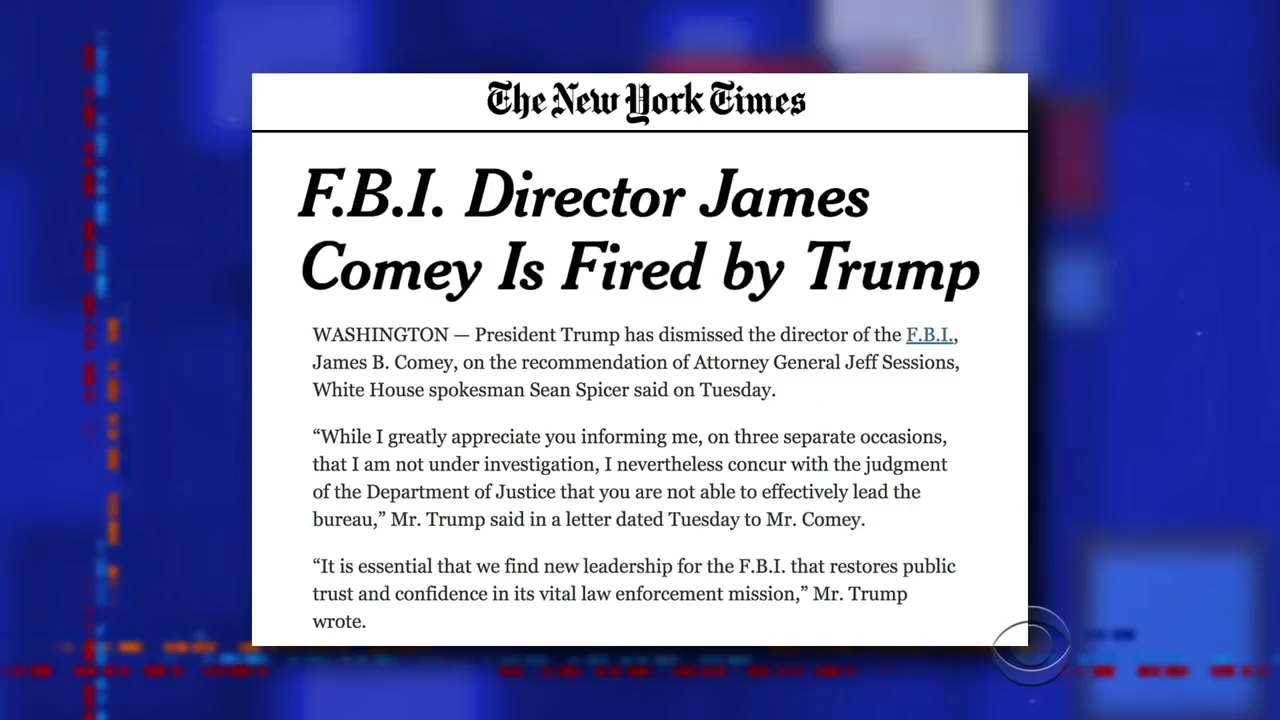 The New York Times
F.B.I. Director James
Comey Is Fired by Trump
WASHINGTON — President Trump has dismissed the director of the F.B.I.,
James B. Comey, on the recommendation of Attorney General Jeff Sessions,
White House spokesman Sean Spicer said on Tuesday.
“While I greatly appreciate you informing me, on three separate occasions,
that I am not under investigation, I nevertheless concur with the judgment
of the Department of Justice that you are not able to effectively lead the
bureau,” Mr. Trump said in a letter dated Tuesday to Mr. Comey.
“It is essential that we find new leadership for the F.B.I. that restores public
trust and confidence in its vital law enforcement mission,” Mr. Trump
wrote.